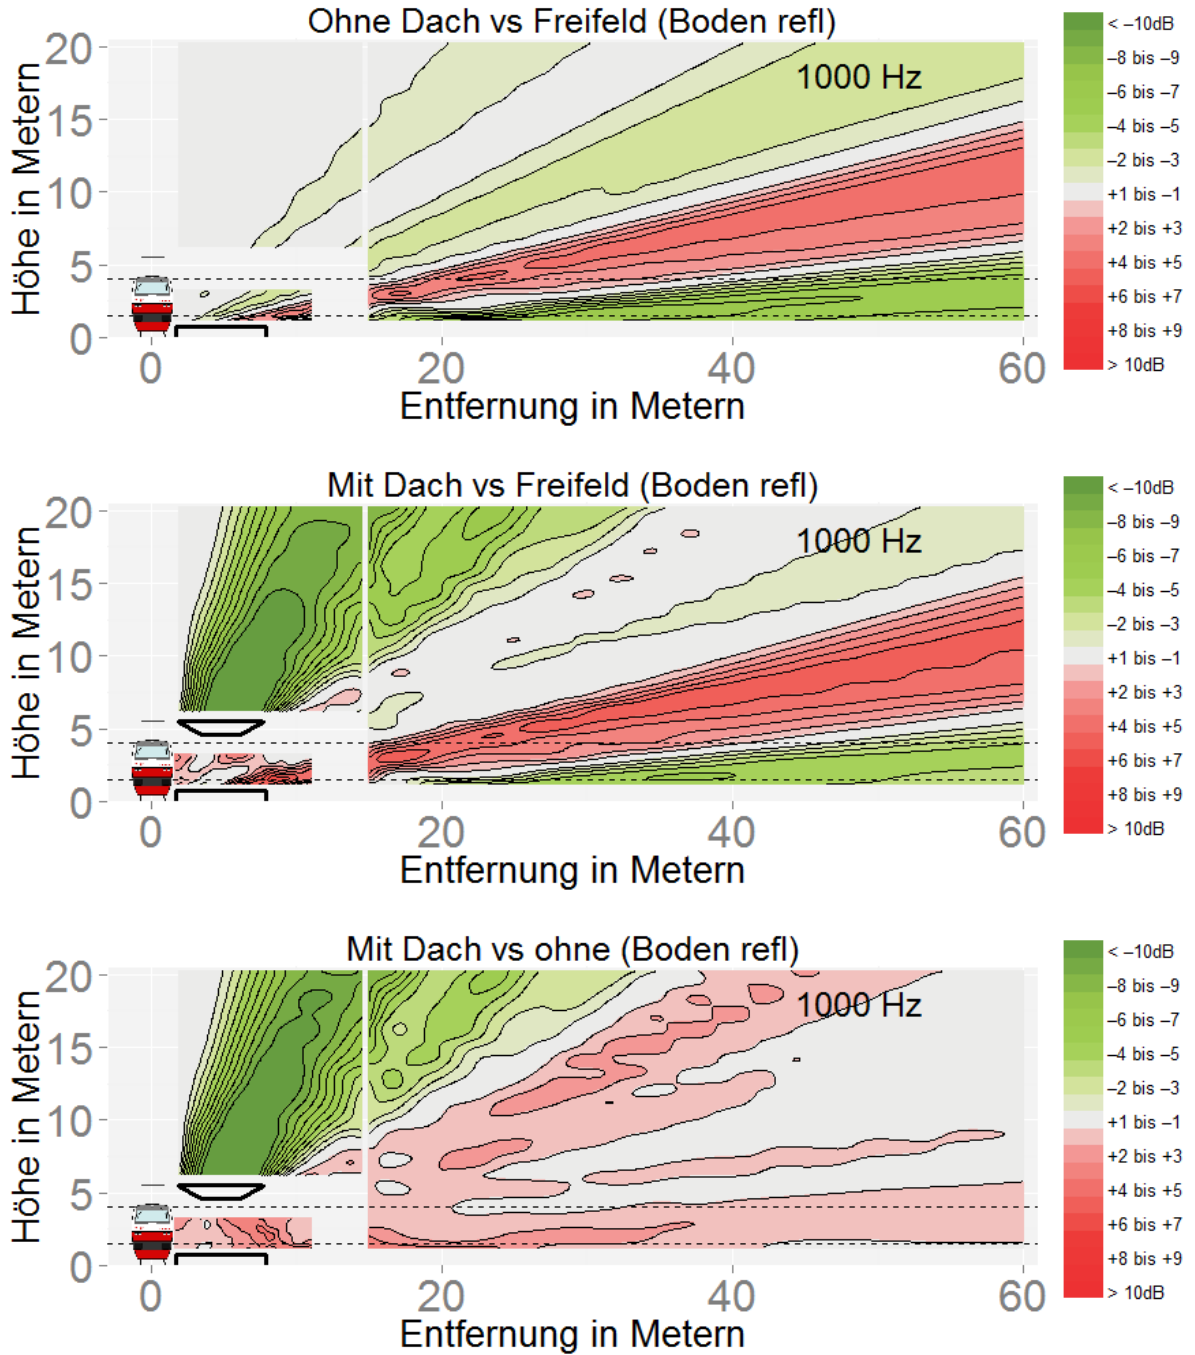 Ohne Dach vs Freifeld (Boden refl)
1000 Hz
Höhe in Metern
20
15
10
5
0
0 20 40 60
Entfernung in Metern
< –10dB
–8 bis –9
–6 bis –7
–4 bis –5
–2 bis –3
+1 bis –1
+2 bis +3
+4 bis +5
+6 bis +7
+8 bis +9
> 10dB
Mit Dach vs Freifeld (Boden refl)
1000 Hz
Höhe in Metern
20
15
10
5
0
0 20 40 60
Entfernung in Metern
< –10dB
–8 bis –9
–6 bis –7
–4 bis –5
–2 bis –3
+1 bis –1
+2 bis +3
+4 bis +5
+6 bis +7
+8 bis +9
> 10dB
Mit Dach vs ohne (Boden refl)
1000 Hz
Höhe in Metern
20
15
10
5
0
0 20 40 60
Entfernung in Metern
< –10dB
–8 bis –9
–6 bis –7
–4 bis –5
–2 bis –3
+1 bis –1
+2 bis +3
+4 bis +5
+6 bis +7
+8 bis +9
> 10dB